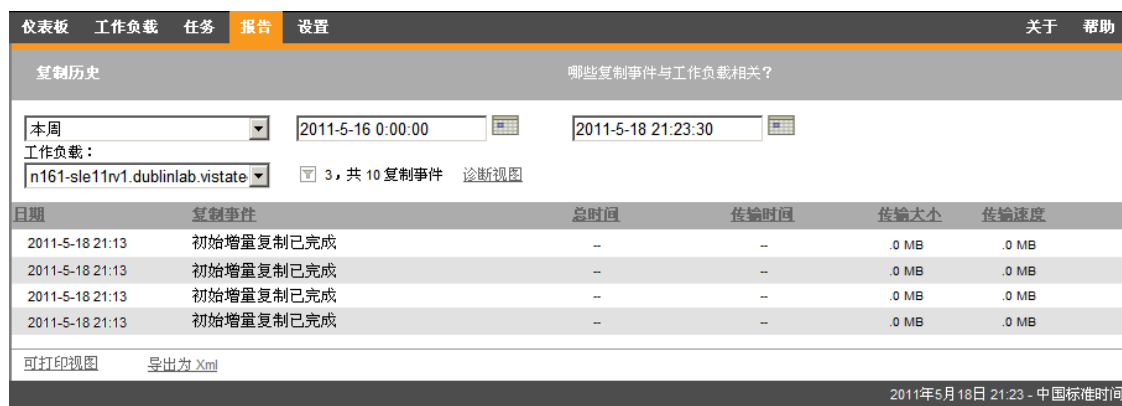 仪表板 工作负载 任务 报告 设置 关于 帮助
复制历史 哪些复制事件与工作负载相关？
本周 2011-5-16 0:00:00 2011-5-18 21:23:30
工作负载：
n161-sle11rv1.dublinlab.vistate 3，共 10 复制事件 诊断视图
日期 复制事件 总时间 传输时间 传输大小 传输速度
2011-5-18 21:13 初始增量复制已完成 -- -- .0 MB .0 MB
2011-5-18 21:13 初始增量复制已完成 -- -- .0 MB .0 MB
2011-5-18 21:13 初始增量复制已完成 -- -- .0 MB .0 MB
2011-5-18 21:13 初始增量复制已完成 -- -- .0 MB .0 MB
可打印视图 导出为 Xml
2011年5月18日 21:23 - 中国标准时间